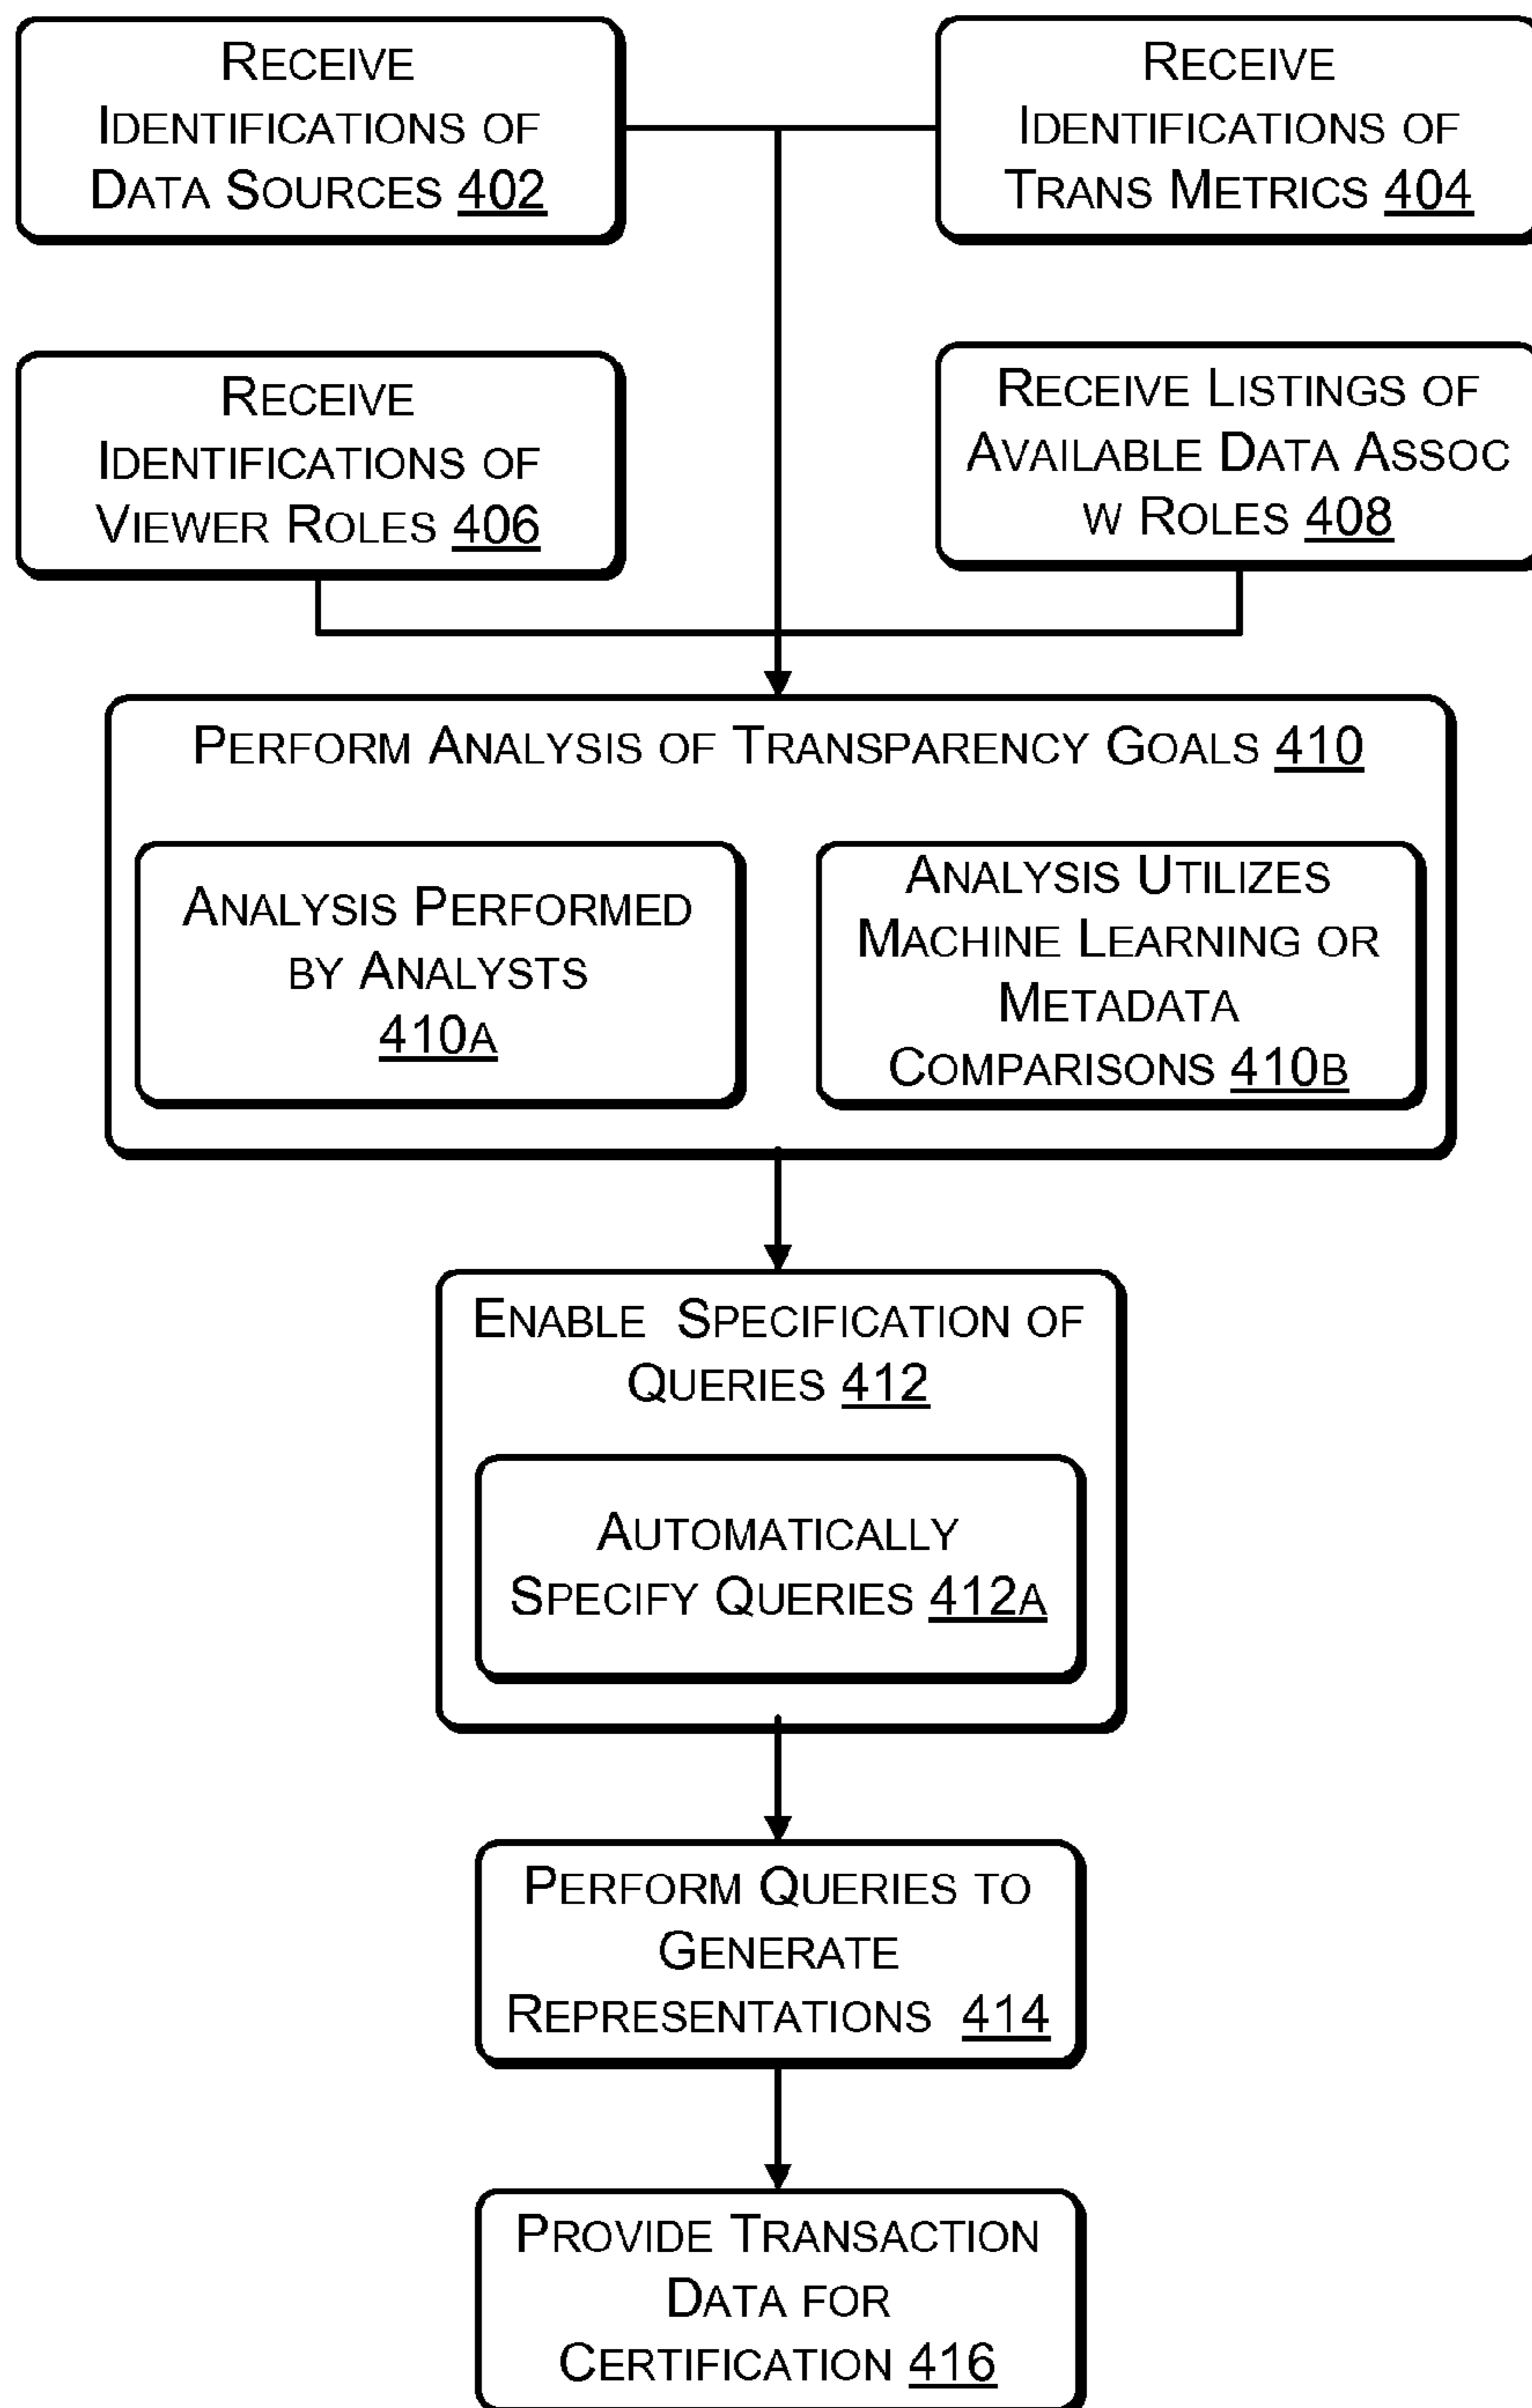 RECEIVE
IDENTIFICATIONS OF
DATA SOURCES 402
RECEIVE
IDENTIFICATIONS OF
TRANS METRICS 404
RECEIVE
IDENTIFICATIONS OF
VIEWER ROLES 406
RECEIVE LISTINGS OF
AVAILABLE DATA ASSOC
W ROLES 408
PERFORM ANALYSIS OF TRANSPARENCY GOALS 410
ANALYSIS PERFORMED
BY ANALYSTS
410A
ANALYSIS UTILIZES
MACHINE LEARNING OR
METADATA
COMPARISONS 410B
ENABLE SPECIFICATION OF
QUERIES 412
AUTOMATICALLY
SPECIFY QUERIES 412A
PERFORM QUERIES TO
GENERATE
REPRESENTATIONS 414
PROVIDE TRANSACTION
DATA FOR
CERTIFICATION 416